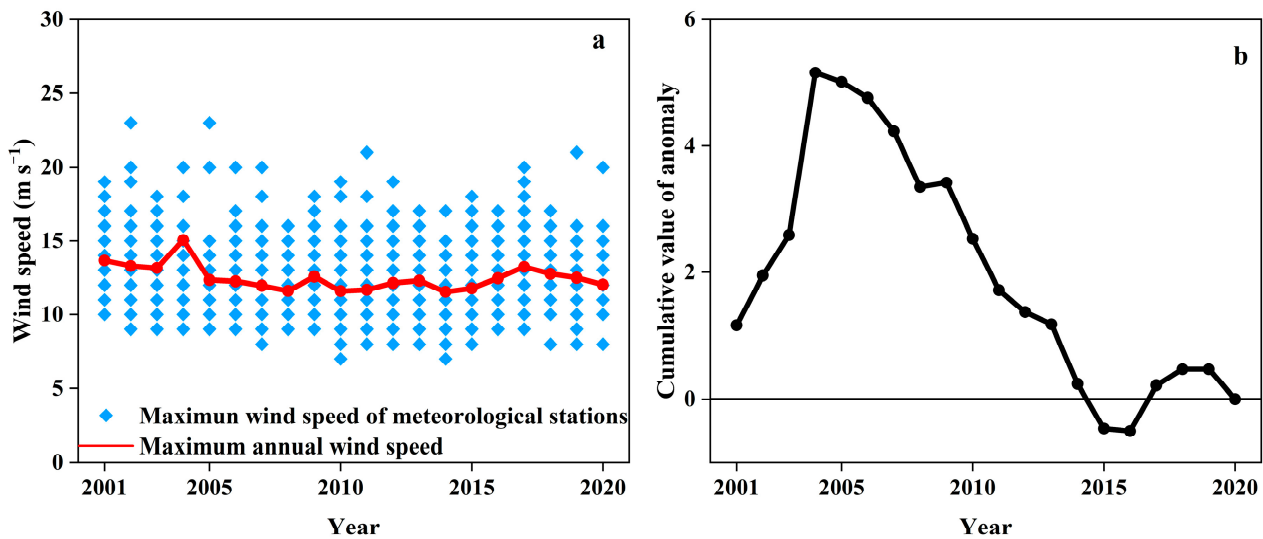 a
30
25
20
15
10
5
0
Wind speed (m s⁻¹)
Maximun wind speed of meteorological stations
Maximum annual wind speed
2001 2005 2010 2015 2020
Year
b
6
4
2
0
Cumulative value of anomaly
2001 2005 2010 2015 2020
Year